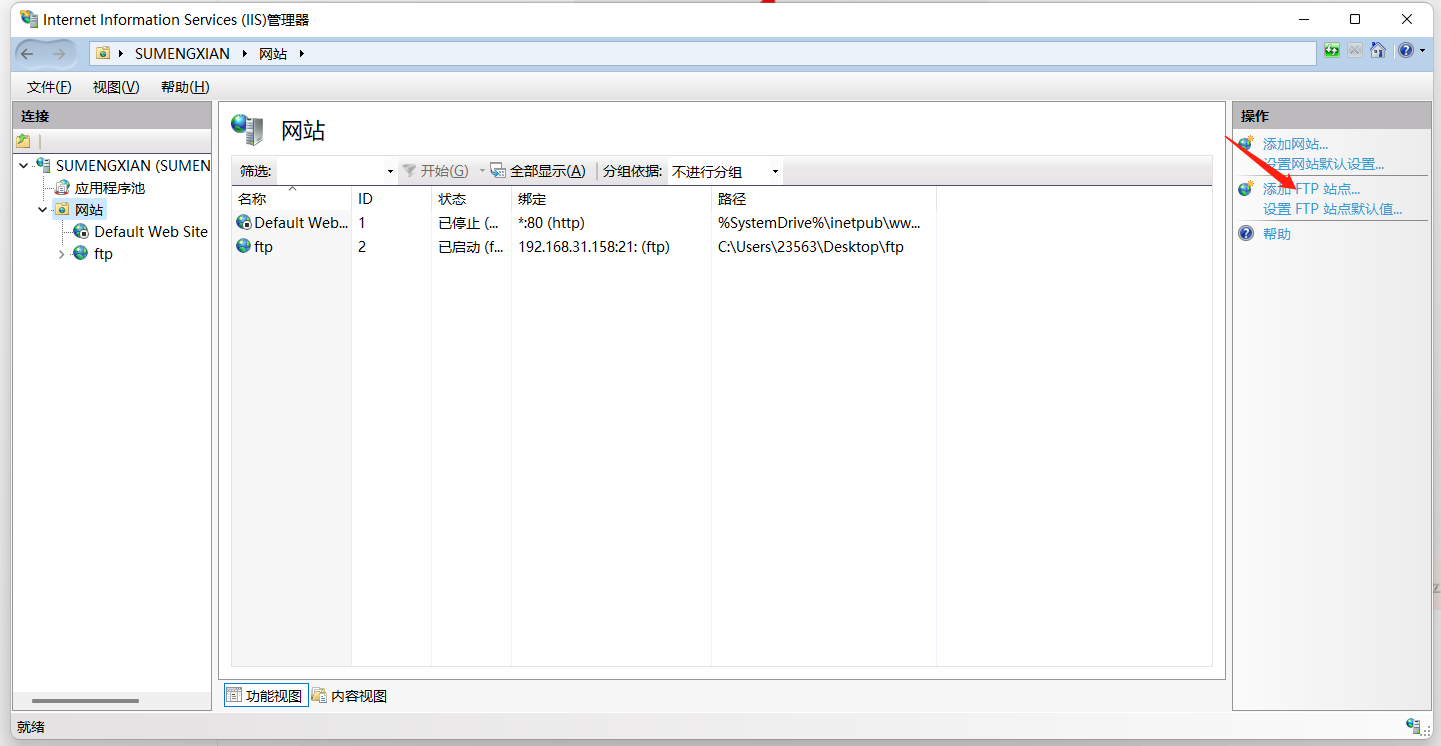 Internet Information Services (IIS)管理器
SUMENGXIAN 网站
文件(F) 视图(V) 帮助(H)
连接
SUMENGXIAN (SUMEN
应用程序池
网站
Default Web Site
ftp
网站
筛选: 开始(G) 全部显示(A) 分组依据: 不进行分组
名称 ID 状态 绑定 路径
Default Web... 1 已停止 (... *:80 (http) %SystemDrive%\inetpub\ww...
ftp 2 已启动 (f... 192.168.31.158:21: (ftp) C:\Users\23563\Desktop\ftp
功能视图 内容视图
操作
添加网站...
设置网站默认设置...
添加 FTP 站点...
设置 FTP 站点默认值...
帮助
就绪